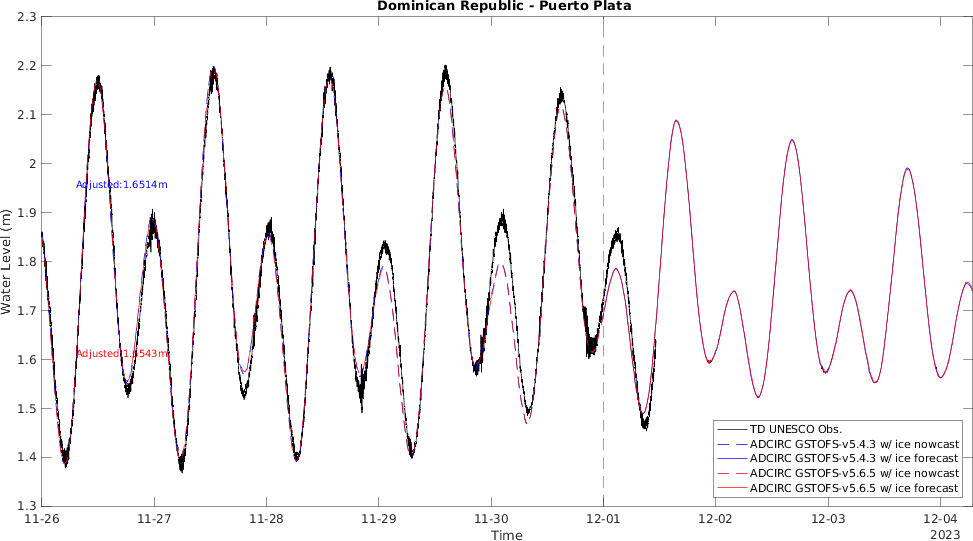 Dominican Republic - Puerto Plata
2.3
2.2
2.1
2
1.9
1.8
1.7
1.6
1.5
1.4
1.3
Water Level (m)
Adjusted:1.6514m
Adjusted:1.6543m
TD UNESCO Obs.
ADCIRC GSTOFS-v5.4.3 w/ ice nowcast
ADCIRC GSTOFS-v5.4.3 w/ ice forecast
ADCIRC GSTOFS-v5.6.5 w/ ice nowcast
ADCIRC GSTOFS-v5.6.5 w/ ice forecast
11-26 11-27 11-28 11-29 11-30 12-01 12-02 12-03 12-04
Time
2023